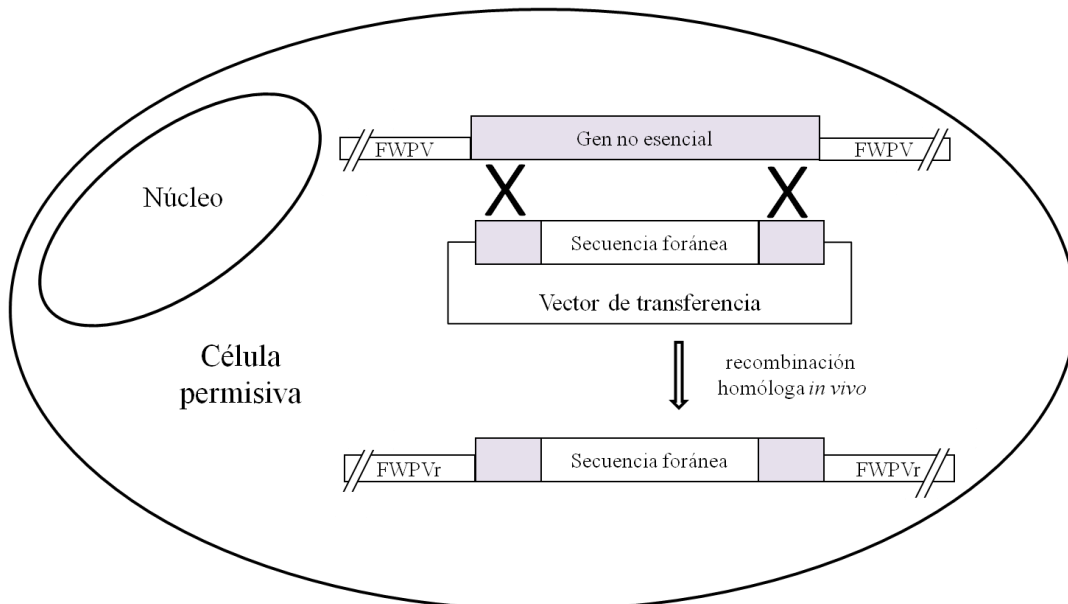 Gen no esencial
FWPV
FWPV
Núcleo
Secuencia foránea
Vector de transferencia
Célula
permisiva
recombinación
homóloga in vivo
Secuencia foránea
FWPVr
FWPVr